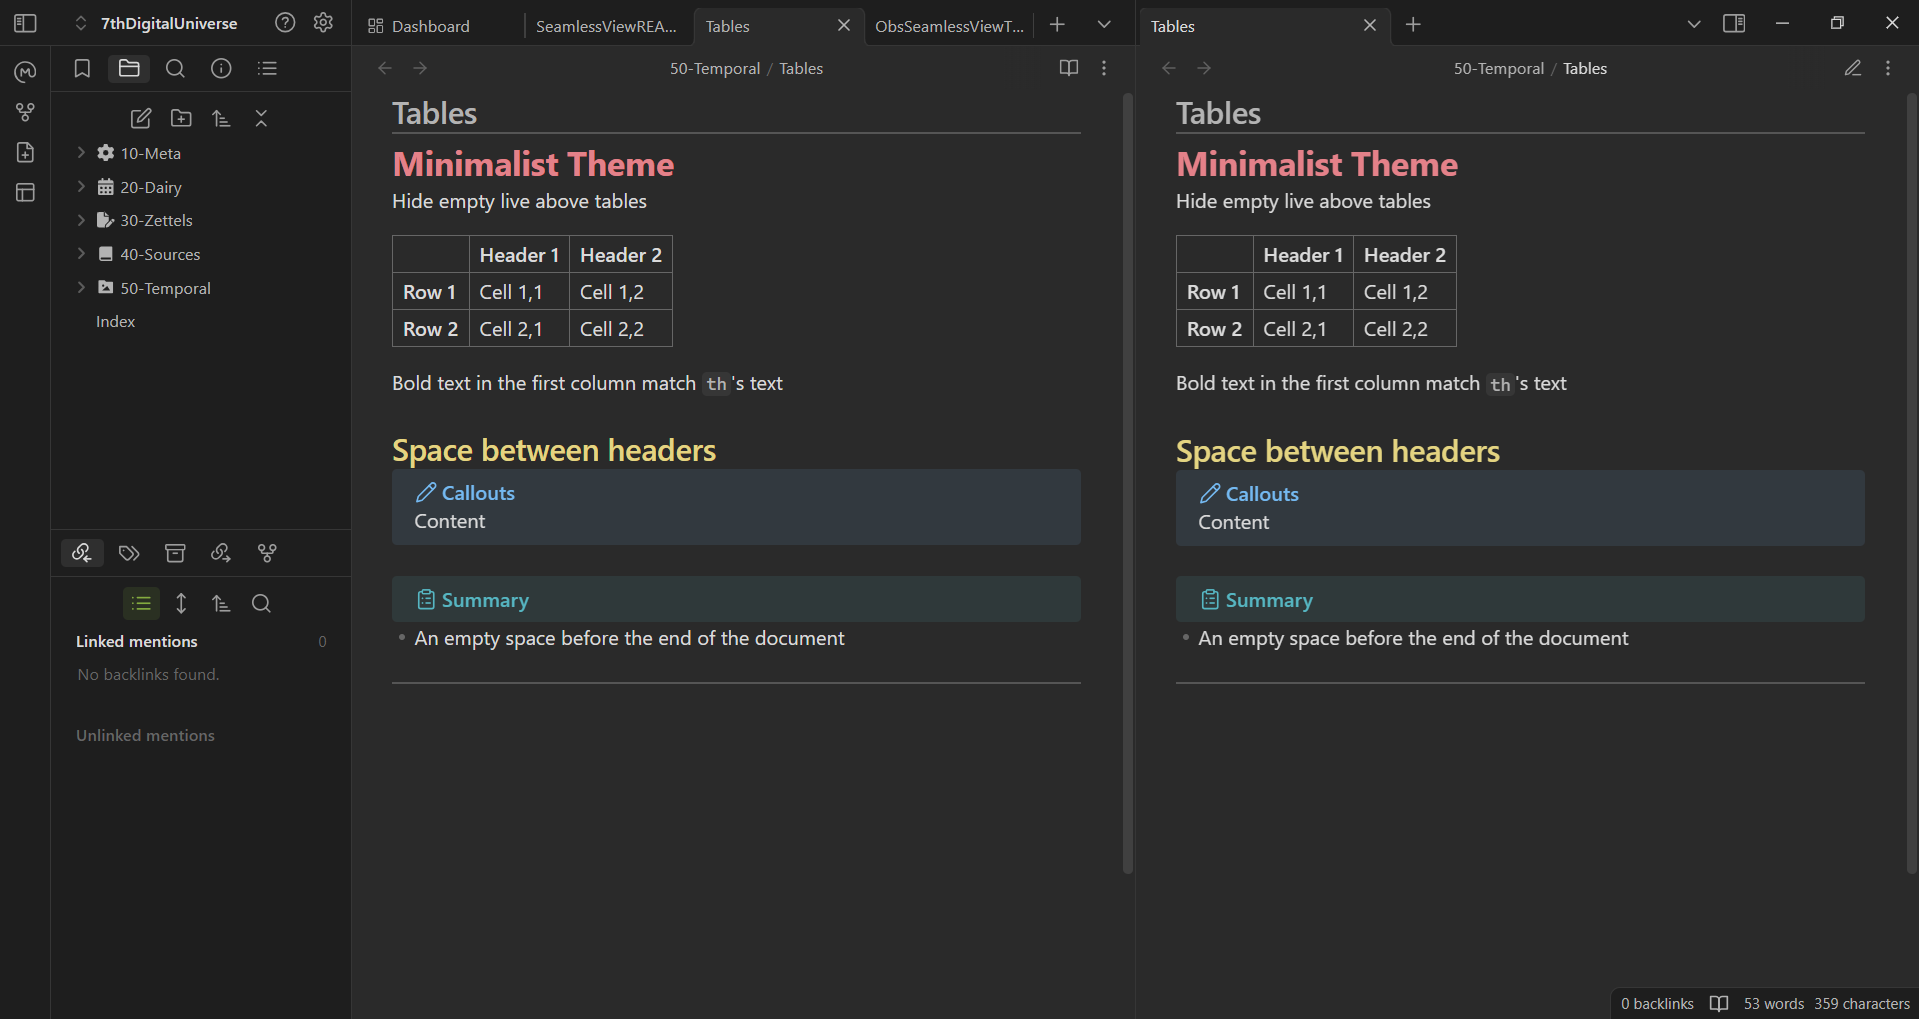 7thDigitalUniverse
10-Meta
20-Dairy
30-Zettels
40-Sources
50-Temporal
Index
Linked mentions 0
No backlinks found.
Unlinked mentions
Dashboard SeamlessViewREA... Tables ObsSeamlessViewT...
50-Temporal / Tables
Tables
Minimalist Theme
Hide empty live above tables
Header 1 Header 2
Row 1 Cell 1,1 Cell 1,2
Row 2 Cell 2,1 Cell 2,2
Bold text in the first column match th's text
Space between headers
Callouts
Content
Summary
• An empty space before the end of the document
Tables
50-Temporal / Tables
Tables
Minimalist Theme
Hide empty live above tables
Header 1 Header 2
Row 1 Cell 1,1 Cell 1,2
Row 2 Cell 2,1 Cell 2,2
Bold text in the first column match th's text
Space between headers
Callouts
Content
Summary
• An empty space before the end of the document
0 backlinks 53 words 359 characters